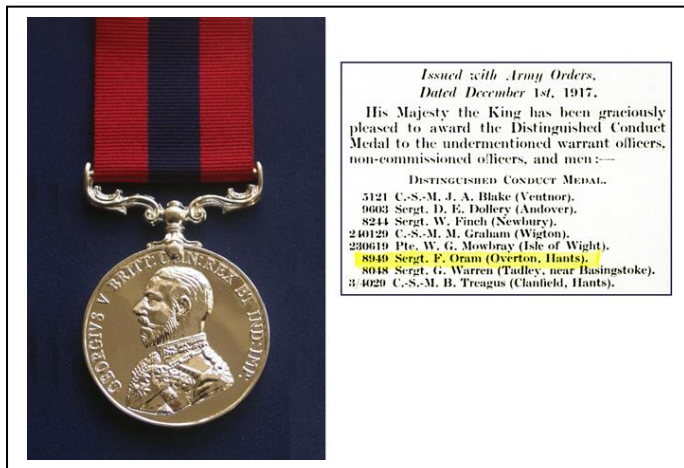 GEORGIVS V BRITT: OMN: REX ET IND: IMP:
Issued with Army Orders,
Dated December 1st, 1917.
His Majesty the King has been graciously
pleased to award the Distinguished Conduct
Medal to the undermentioned warrant officers,
non-commissioned officers, and men :—
DISTINGUISHED CONDUCT MEDAL.
5121 C.-S.-M. J. A. Blake (Ventnor).
9603 Sergt. D. E. Dollery (Andover).
8244 Sergt. W. Finch (Newbury).
240129 C.-S.-M. M. Graham (Wigton).
230619 Pte. W. G. Mowbray (Isle of Wight).
8949 Sergt. F. Oram (Overton, Hants).
8048 Sergt. G. Warren (Tadley, near Basingstoke).
3/4029 C.-S.-M. B. Treagus (Clanfield, Hants).